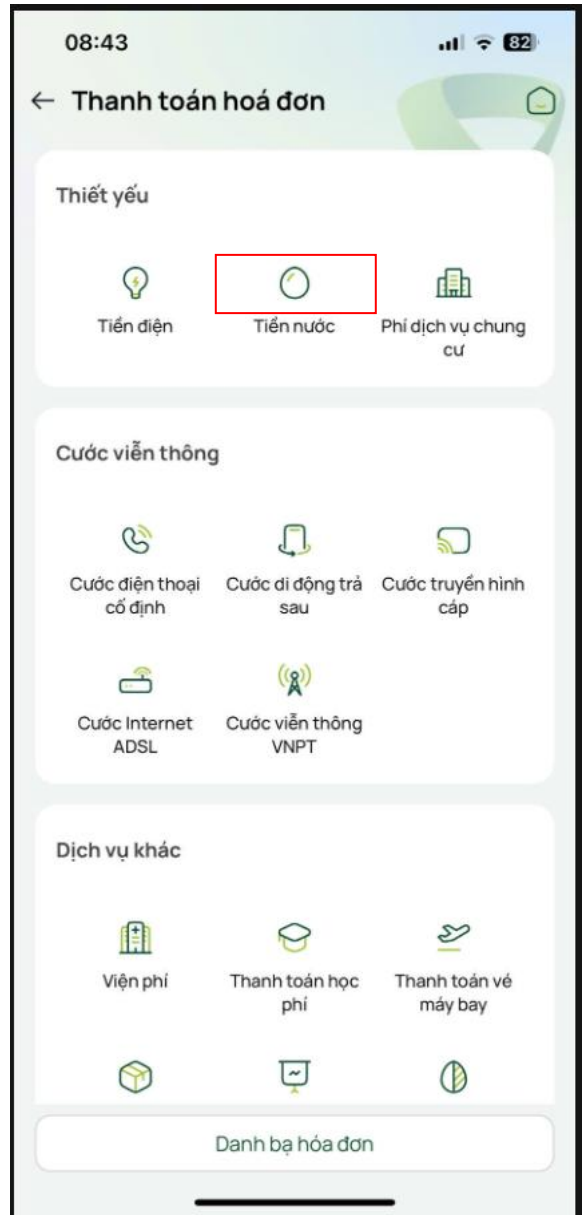 08:43
82
Thanh toán hoá đơn
Thiết yếu
Tiền điện
Tiền nước
Phí dịch vụ chung
cư
Cước viễn thông
Cước điện thoại
cố định
Cước di động trả
sau
Cước truyền hình
cáp
Cước Internet
ADSL
Cước viễn thông
VNPT
Dịch vụ khác
Viện phí
Thanh toán học
phí
Thanh toán vé
máy bay
Danh bạ hóa đơn